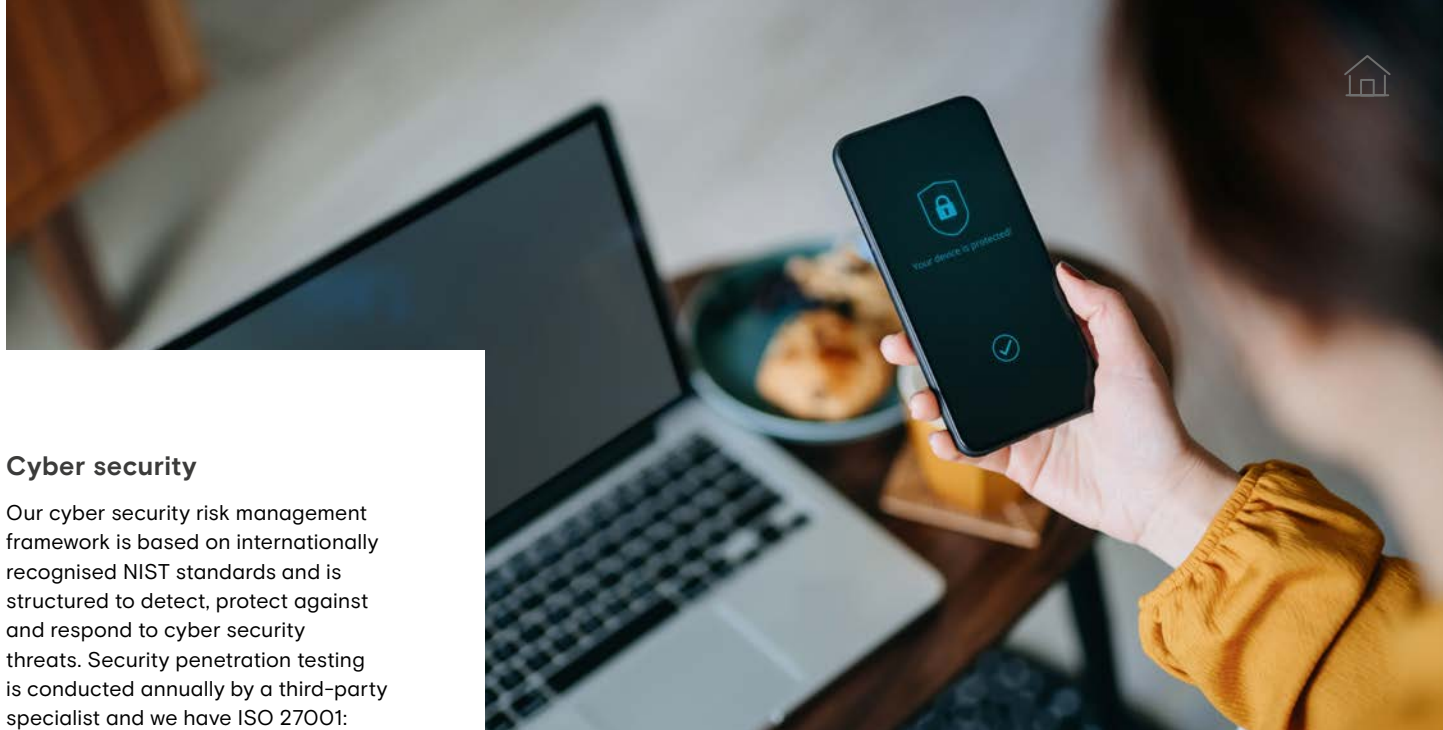 Your device is protected!
Cyber security
Our cyber security risk management
framework is based on internationally
recognised NIST standards and is
structured to detect, protect against
and respond to cyber security
threats. Security penetration testing
is conducted annually by a third-party
specialist and we have ISO 27001: